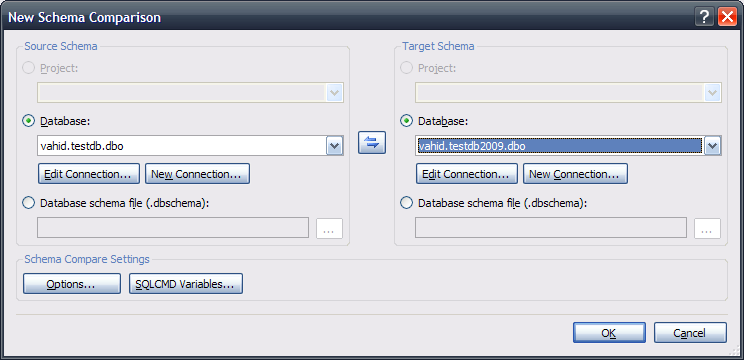 New Schema Comparison
Source Schema
Project:
Database:
vahid.testdb.dbo
Edit Connection... New Connection...
Database schema file (.dbschema):
...
Target Schema
Project:
Database:
vahid.testdb2009.dbo
Edit Connection... New Connection...
Database schema file (.dbschema):
...
Schema Compare Settings
Options... SQLCMD Variables...
OK Cancel